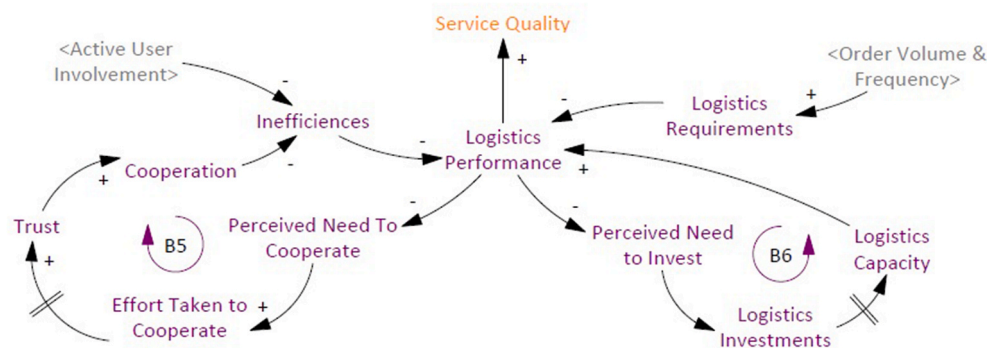 Service Quality
<Active User
Involvement>
<Order Volume &
Frequency>
-
+
-
+
Inefficiences
-
Logistics
Requirements
-
Logistics
Performance
+
Cooperation
-
+
-
-
Trust
+
B5
Perceived Need To
Cooperate
Perceived Need
to Invest
B6
Logistics
Capacity
Effort Taken to
Cooperate
+
Logistics
Investments